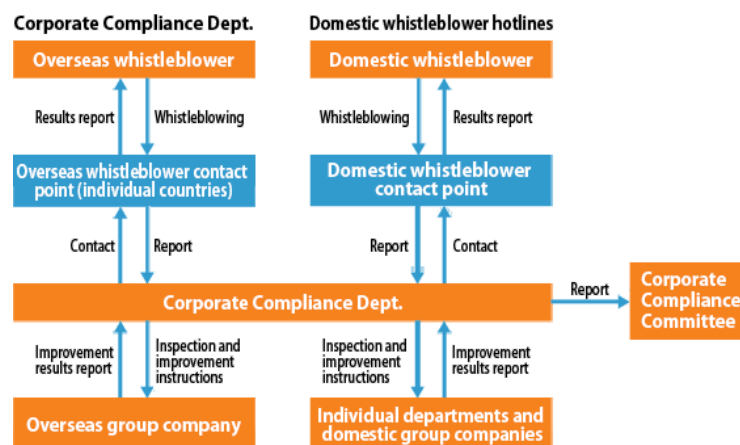 Corporate Compliance Dept.
Domestic whistleblower hotlines
Overseas whistleblower
Domestic whistleblower
Results report
Whistleblowing
Whistleblowing
Results report
Overseas whistleblower contact
point (individual countries)
Domestic whistleblower
contact point
Contact
Report
Report
Contact
Corporate Compliance Dept.
Report
Corporate
Compliance
Committee
Improvement
results report
Inspection and
improvement
instructions
Inspection and
improvement
instructions
Improvement
results report
Overseas group company
Individual departments and
domestic group companies